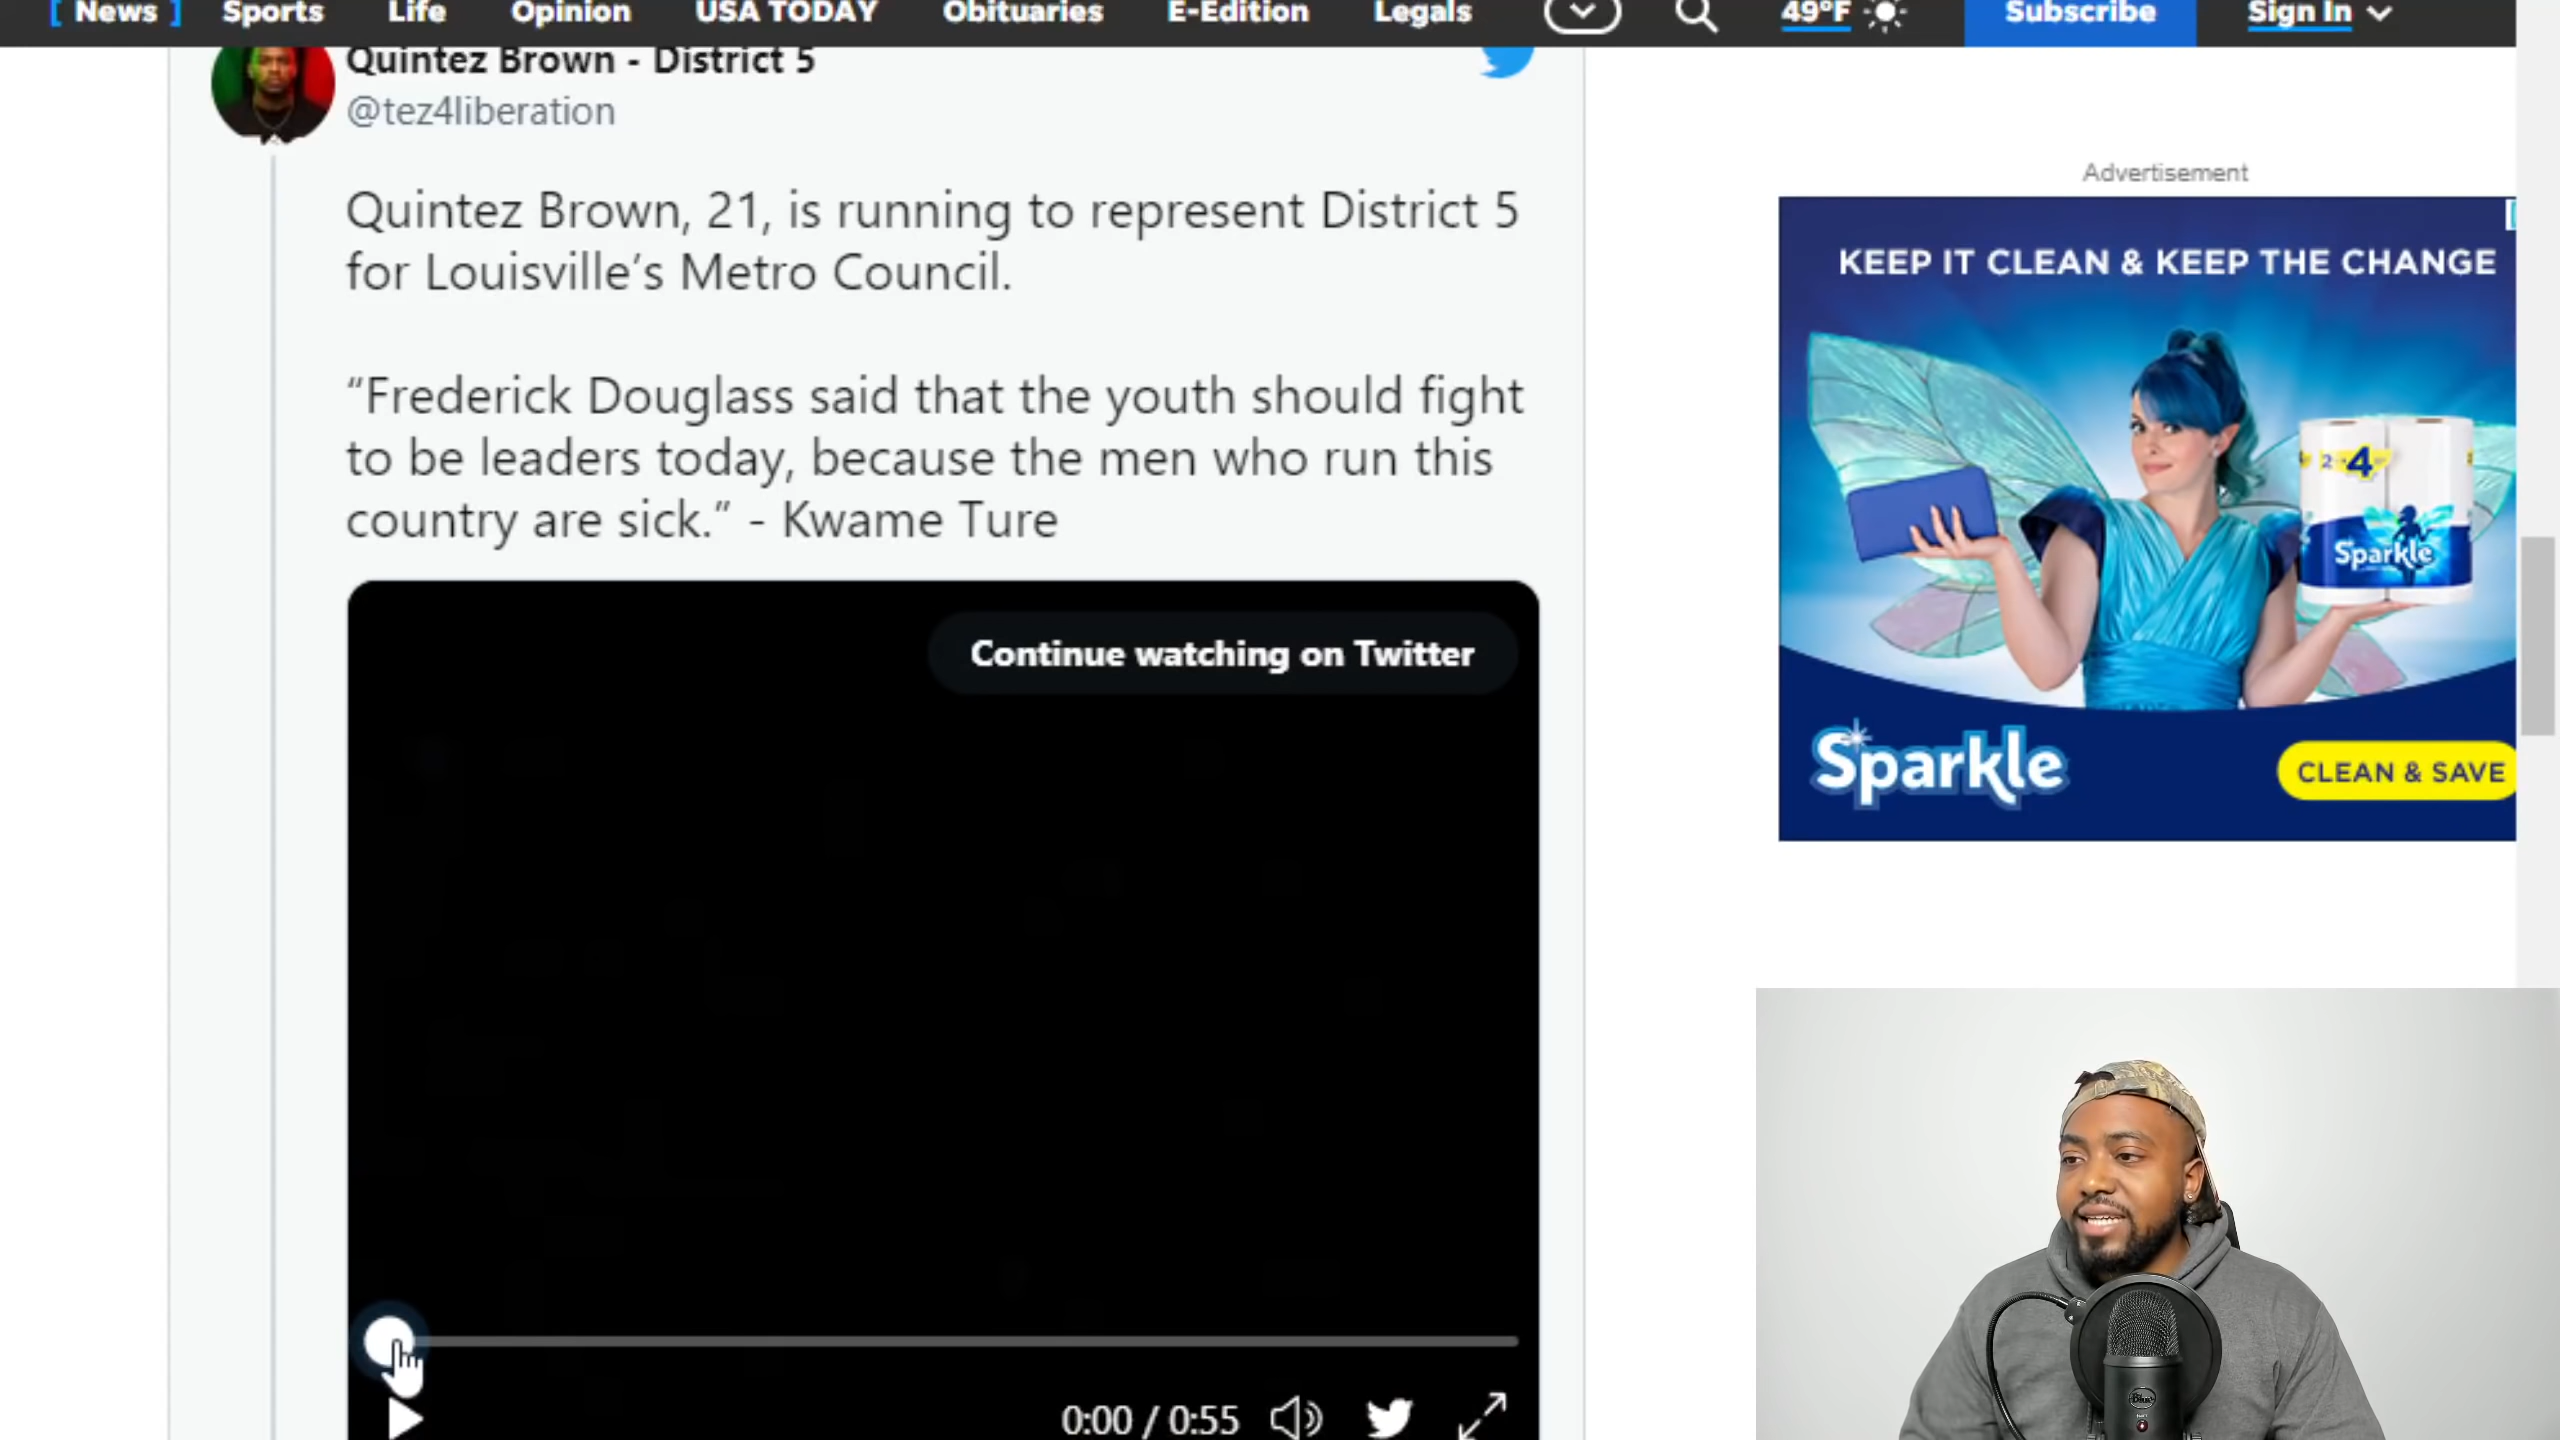 [ News ] Sports Life Opinion USA TODAY Obituaries E-Edition Legals 49°F Subscribe Sign In
Quintez Brown - District 5
@tez4liberation
Quintez Brown, 21, is running to represent District 5
for Louisville’s Metro Council.
“Frederick Douglass said that the youth should fight
to be leaders today, because the men who run this
country are sick.” - Kwame Ture
Continue watching on Twitter
0:00 / 0:55
Advertisement
KEEP IT CLEAN & KEEP THE CHANGE
2 4
Sparkle
Sparkle
CLEAN & SAVE